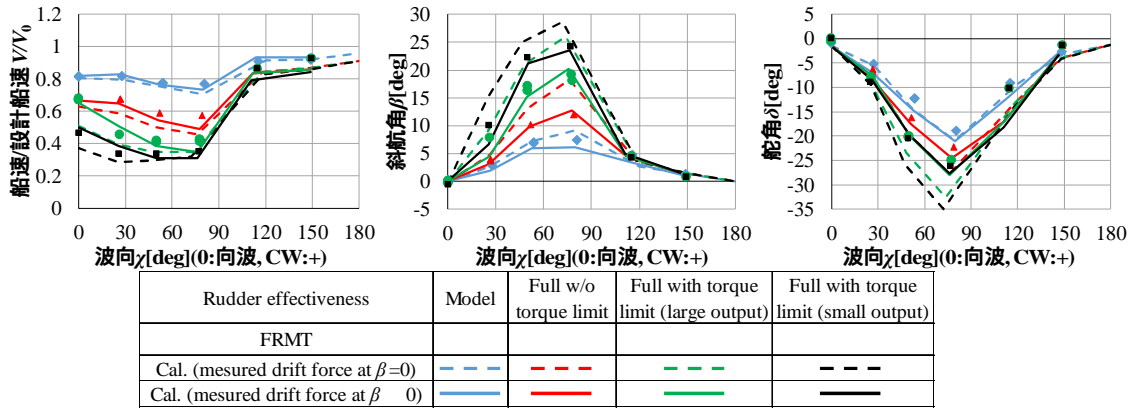 1.2
1
0.8
0.6
0.4
0.2
0
船速/設計船速 V/V0
0 30 60 90 120 150 180
波向χ[deg](0:向波, CW:+)
30
25
20
15
10
5
0
-5
斜航角β[deg]
0 30 60 90 120 150 180
波向χ[deg](0:向波, CW:+)
5
0
-5
-10
-15
-20
-25
-30
-35
舵角δ[deg]
0 30 60 90 120 150 180
波向χ[deg](0:向波, CW:+)
Rudder effectiveness Model Full w/o torque limit Full with torque limit (large output) Full with torque limit (small output)
FRMT
Cal. (mesured drift force at β=0)
Cal. (mesured drift force at β 0)